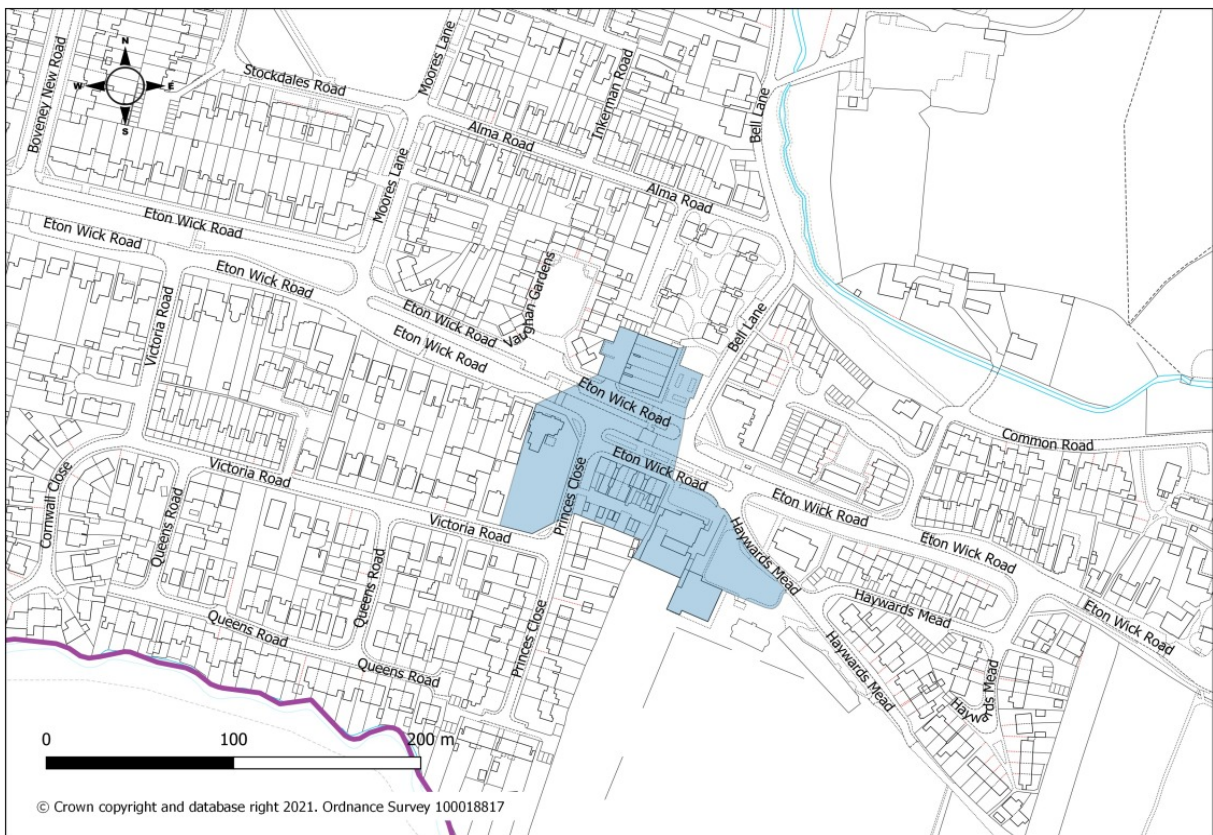 Boveney New Road
N
W
E
S
Stockdales Road
Moores Lane
Inkerman Road
Bell Lane
Alma Road
Moores Lane
Alma Road
Eton Wick Road
Eton Wick Road
Eton Wick Road
Victoria Road
Vaughan Gardens
Eton Wick Road
Eton Wick Road
Bell Lane
Eton Wick Road
Common Road
Eton Wick Road
Eton Wick Road
Victoria Road
Cornwall Close
Queens Road
Victoria Road
Princes Close
Queens Road
Haywards Mead
Eton Wick Road
Haywards Mead
Eton Wick Road
Queens Road
Queens Road
Princes Close
Haywards Mead
Haywards Mead
0
100
200 m
© Crown copyright and database right 2021. Ordnance Survey 100018817